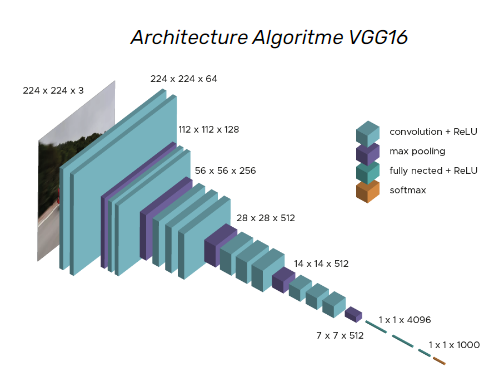 Architecture Algoritme VGG16
224 x 224 x 3
224 x 224 x 64
112 x 112 x 128
56 x 56 x 256
28 x 28 x 512
14 x 14 x 512
7 x 7 x 512
1 x 1 x 4096
1 x 1 x 1000
convolution + ReLU
max pooling
fully nected + ReLU
softmax